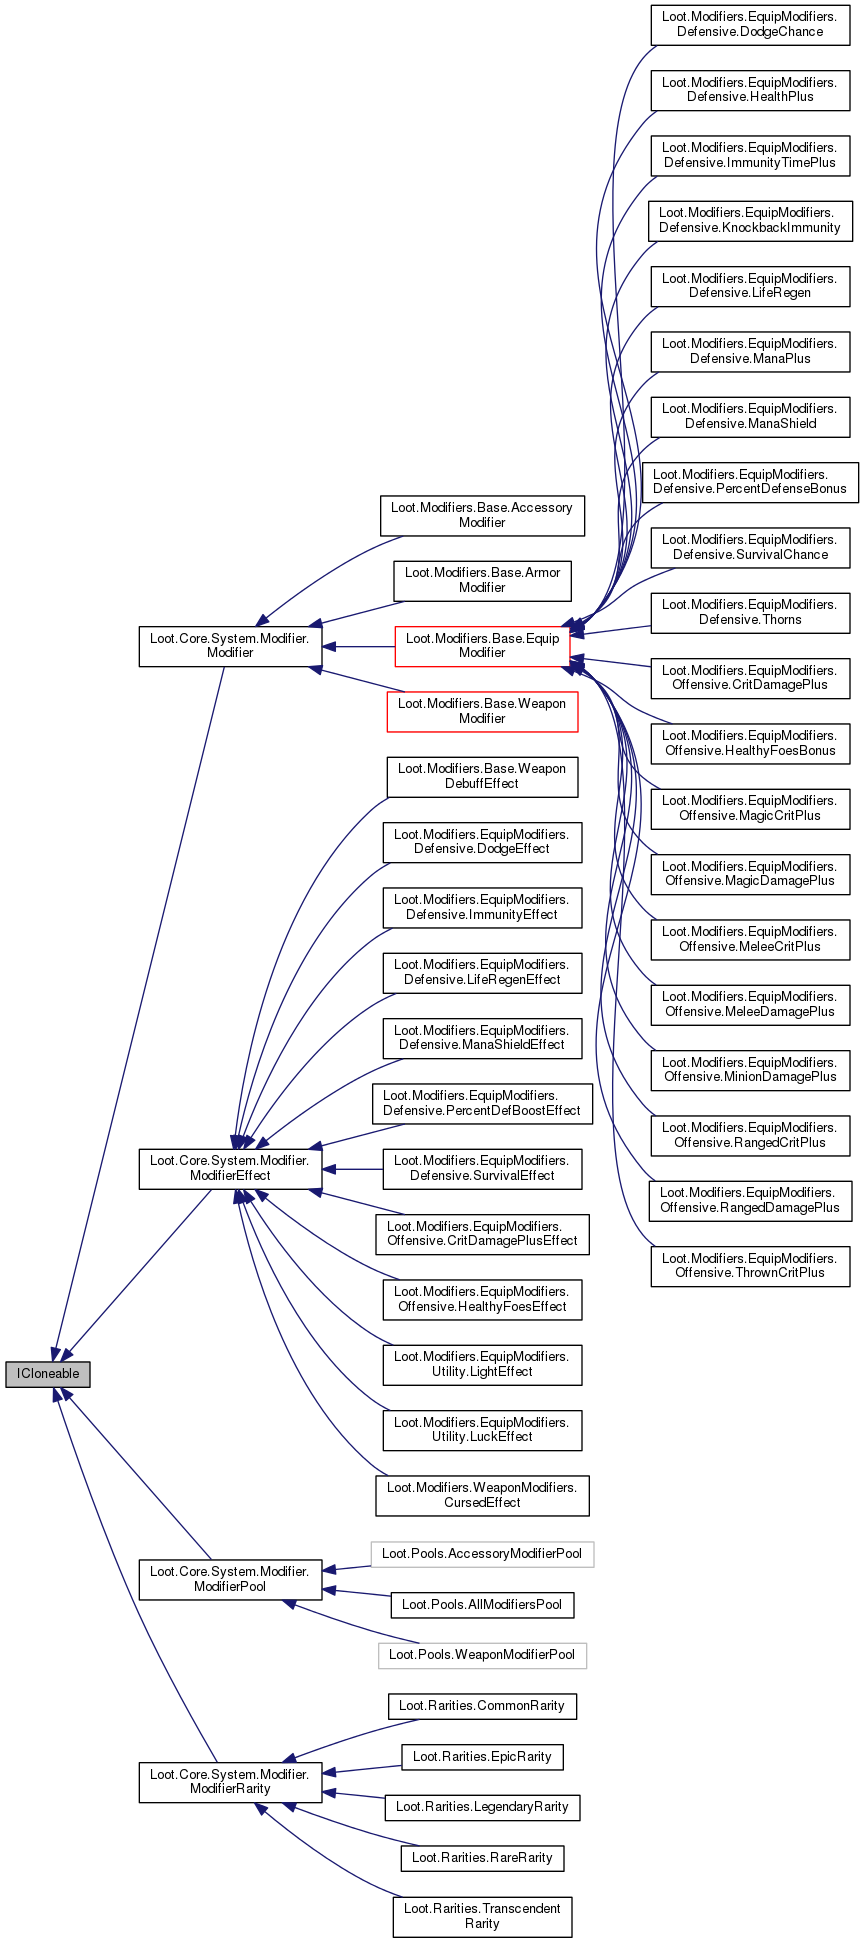 Loot.Modifiers.EquipModifiers.
Defensive.DodgeChance
Loot.Modifiers.EquipModifiers.
Defensive.HealthPlus
Loot.Modifiers.EquipModifiers.
Defensive.ImmunityTimePlus
Loot.Modifiers.EquipModifiers.
Defensive.KnockbackImmunity
Loot.Modifiers.EquipModifiers.
Defensive.LifeRegen
Loot.Modifiers.EquipModifiers.
Defensive.ManaPlus
Loot.Modifiers.EquipModifiers.
Defensive.ManaShield
Loot.Modifiers.EquipModifiers.
Defensive.PercentDefenseBonus
Loot.Modifiers.EquipModifiers.
Defensive.SurvivalChance
Loot.Modifiers.EquipModifiers.
Defensive.Thorns
Loot.Modifiers.EquipModifiers.
Offensive.CritDamagePlus
Loot.Modifiers.EquipModifiers.
Offensive.HealthyFoesBonus
Loot.Modifiers.EquipModifiers.
Offensive.MagicCritPlus
Loot.Modifiers.EquipModifiers.
Offensive.MagicDamagePlus
Loot.Modifiers.EquipModifiers.
Offensive.MeleeCritPlus
Loot.Modifiers.EquipModifiers.
Offensive.MeleeDamagePlus
Loot.Modifiers.EquipModifiers.
Offensive.MinionDamagePlus
Loot.Modifiers.EquipModifiers.
Offensive.RangedCritPlus
Loot.Modifiers.EquipModifiers.
Offensive.RangedDamagePlus
Loot.Modifiers.EquipModifiers.
Offensive.ThrownCritPlus
Loot.Modifiers.Base.Accessory
Modifier
Loot.Modifiers.Base.Armor
Modifier
Loot.Modifiers.Base.Equip
Modifier
Loot.Modifiers.Base.Weapon
Modifier
Loot.Core.System.Modifier.
Modifier
Loot.Modifiers.Base.Weapon
DebuffEffect
Loot.Modifiers.EquipModifiers.
Defensive.DodgeEffect
Loot.Modifiers.EquipModifiers.
Defensive.ImmunityEffect
Loot.Modifiers.EquipModifiers.
Defensive.LifeRegenEffect
Loot.Modifiers.EquipModifiers.
Defensive.ManaShieldEffect
Loot.Modifiers.EquipModifiers.
Defensive.PercentDefBoostEffect
Loot.Modifiers.EquipModifiers.
Defensive.SurvivalEffect
Loot.Modifiers.EquipModifiers.
Offensive.CritDamagePlusEffect
Loot.Modifiers.EquipModifiers.
Offensive.HealthyFoesEffect
Loot.Modifiers.EquipModifiers.
Utility.LightEffect
Loot.Modifiers.EquipModifiers.
Utility.LuckEffect
Loot.Modifiers.WeaponModifiers.
CursedEffect
Loot.Core.System.Modifier.
ModifierEffect
ICloneable
Loot.Core.System.Modifier.
ModifierPool
Loot.Pools.AccessoryModifierPool
Loot.Pools.AllModifiersPool
Loot.Pools.WeaponModifierPool
Loot.Core.System.Modifier.
ModifierRarity
Loot.Rarities.CommonRarity
Loot.Rarities.EpicRarity
Loot.Rarities.LegendaryRarity
Loot.Rarities.RareRarity
Loot.Rarities.Transcendent
Rarity